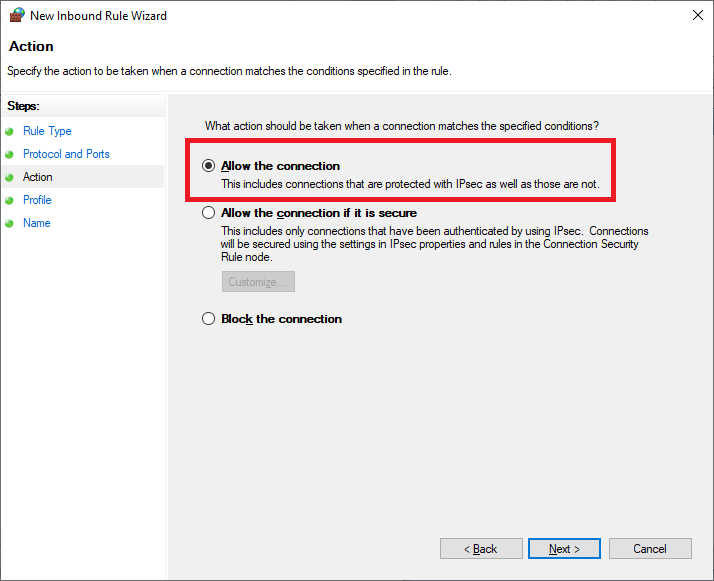 New Inbound Rule Wizard
Action
Specify the action to be taken when a connection matches the conditions specified in the rule.
Steps:
Rule Type
Protocol and Ports
Action
Profile
Name
What action should be taken when a connection matches the specified conditions?
Allow the connection
This includes connections that are protected with IPsec as well as those are not.
Allow the connection if it is secure
This includes only connections that have been authenticated by using IPsec. Connections
will be secured using the settings in IPsec properties and rules in the Connection Security
Rule node.
Customize...
Block the connection
< Back
Next >
Cancel